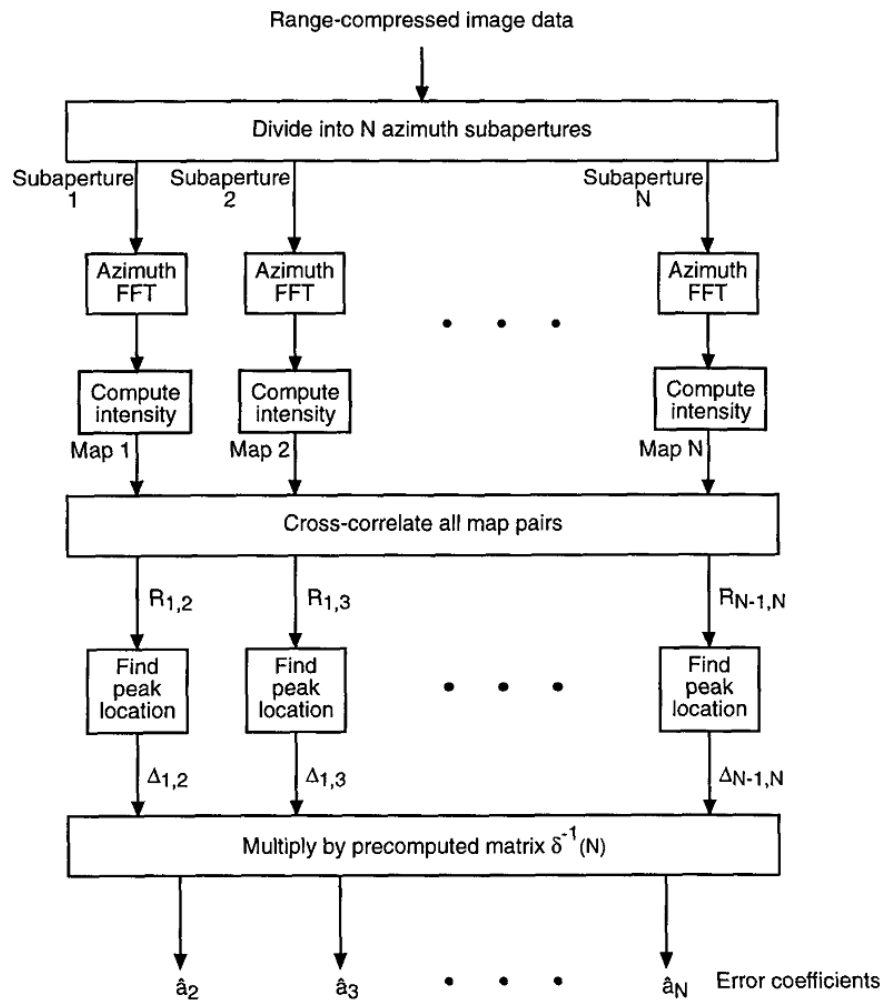 Range-compressed image data
Divide into N azimuth subapertures
Subaperture 1
Subaperture 2
Subaperture N
Azimuth FFT
Azimuth FFT
• • •
Azimuth FFT
Compute intensity
Compute intensity
Compute intensity
Map 1
Map 2
Map N
Cross-correlate all map pairs
R1,2
R1,3
RN-1,N
Find peak location
Find peak location
• • •
Find peak location
Δ1,2
Δ1,3
ΔN-1,N
Multiply by precomputed matrix δ⁻¹(N)
â2
â3
• • •
âN
Error coefficients